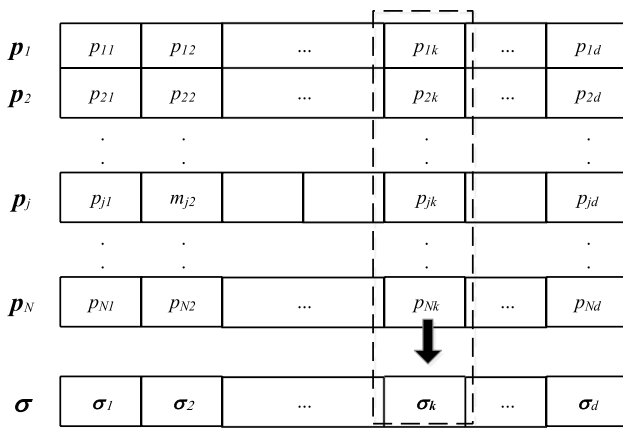 p1 p11 p12 ... p1k ... p1d
p2 p21 p22 ... p2k ... p2d
. . . .
. . . .
pj pj1 mj2 pjk pjd
. . . .
. . . .
pN pN1 pN2 ... pNk ... pNd
σ σ1 σ2 ... σk ... σd